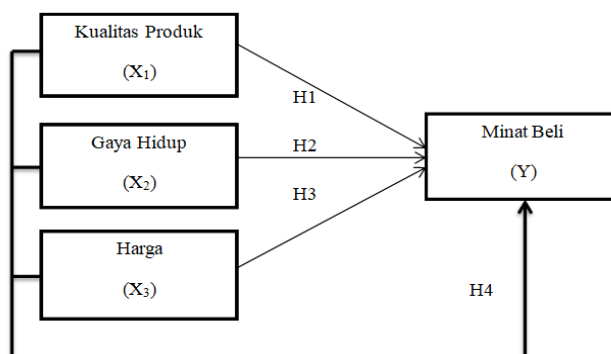 Kualitas Produk
(X₁)
H1
Gaya Hidup
(X₂)
H2
Minat Beli
(Y)
H3
Harga
(X₃)
H4